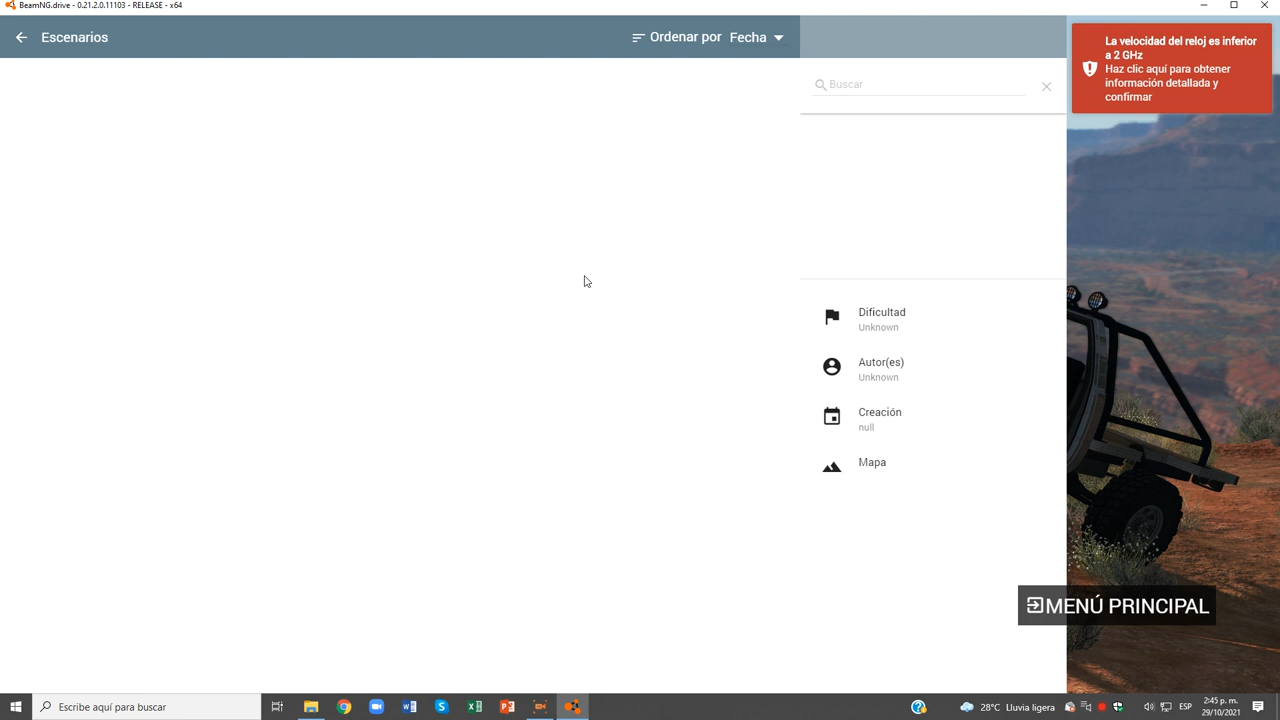 BeamNG.drive - 0.21.2.0.11103 - RELEASE - x64
Escenarios
Ordenar por Fecha
La velocidad del reloj es inferior
a 2 GHz
Haz clic aquí para obtener
información detallada y
confirmar
Buscar
Dificultad
Unknown
Autor(es)
Unknown
Creación
null
Mapa
MENÚ PRINCIPAL
Escribe aquí para buscar
28°C Lluvia ligera
ESP
2:45 p. m.
29/10/2021